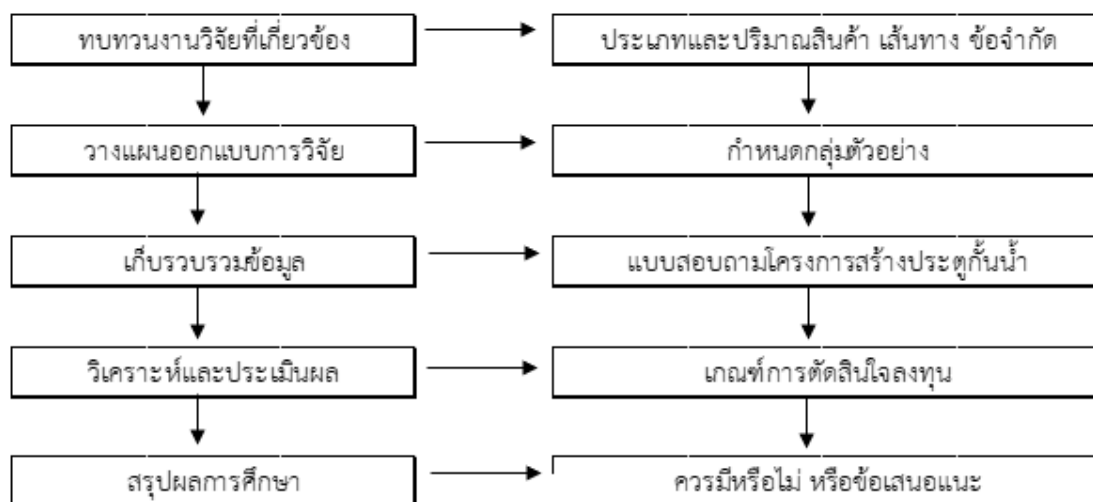 ทบทวนงานวิจัยที่เกี่ยวข้อง
ประเภทและปริมาณสินค้า เส้นทาง ข้อจำกัด
วางแผนออกแบบการวิจัย
กำหนดกลุ่มตัวอย่าง
เก็บรวบรวมข้อมูล
แบบสอบถามโครงการสร้างประตูกั้นน้ำ
วิเคราะห์และประเมินผล
เกณฑ์การตัดสินใจลงทุน
สรุปผลการศึกษา
ควรมีหรือไม่ หรือข้อเสนอแนะ